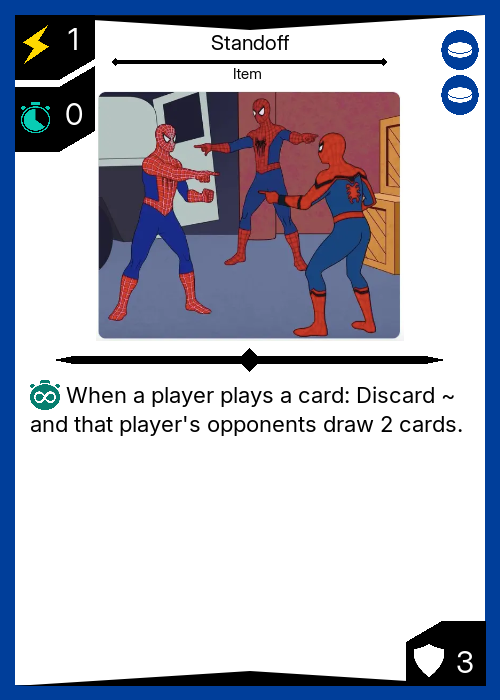 1
Standoff
Item
0
When a player plays a card: Discard ~
and that player's opponents draw 2 cards.
3